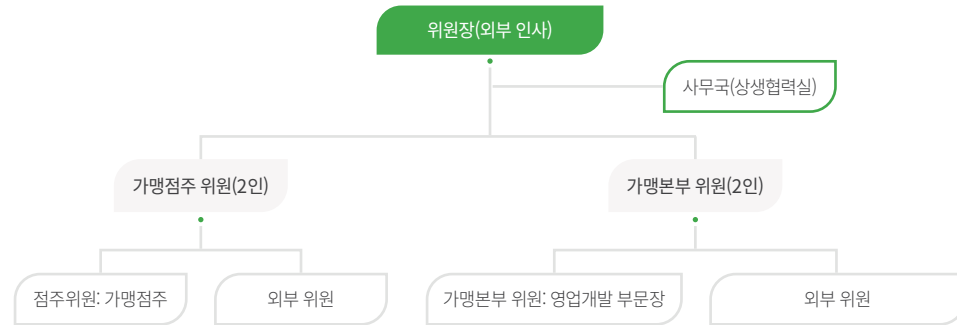 위원장(외부 인사)
사무국(상생협력실)
가맹점주 위원(2인)
가맹본부 위원(2인)
점주위원: 가맹점주
외부 위원
가맹본부 위원: 영업개발 부문장
외부 위원